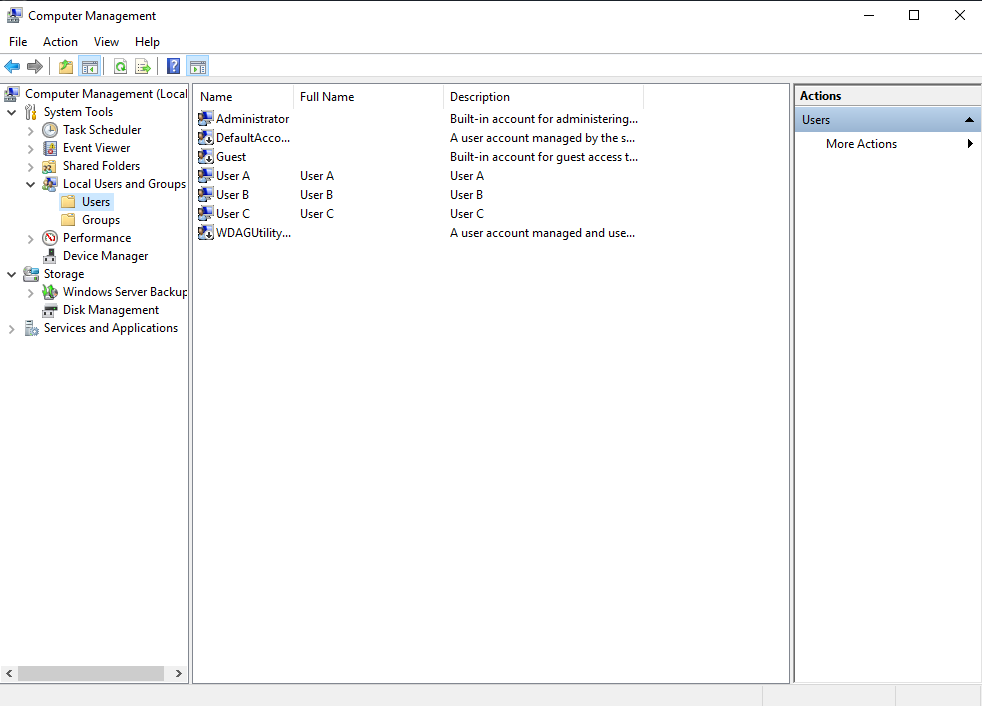 Computer Management
File Action View Help
Computer Management (Local
System Tools
Task Scheduler
Event Viewer
Shared Folders
Local Users and Groups
Users
Groups
Performance
Device Manager
Storage
Windows Server Backup
Disk Management
Services and Applications
Name Full Name Description
Administrator Built-in account for administering...
DefaultAcco... A user account managed by the s...
Guest Built-in account for guest access t...
User A User A User A
User B User B User B
User C User C User C
WDAGUtility... A user account managed and use...
Actions
Users
More Actions